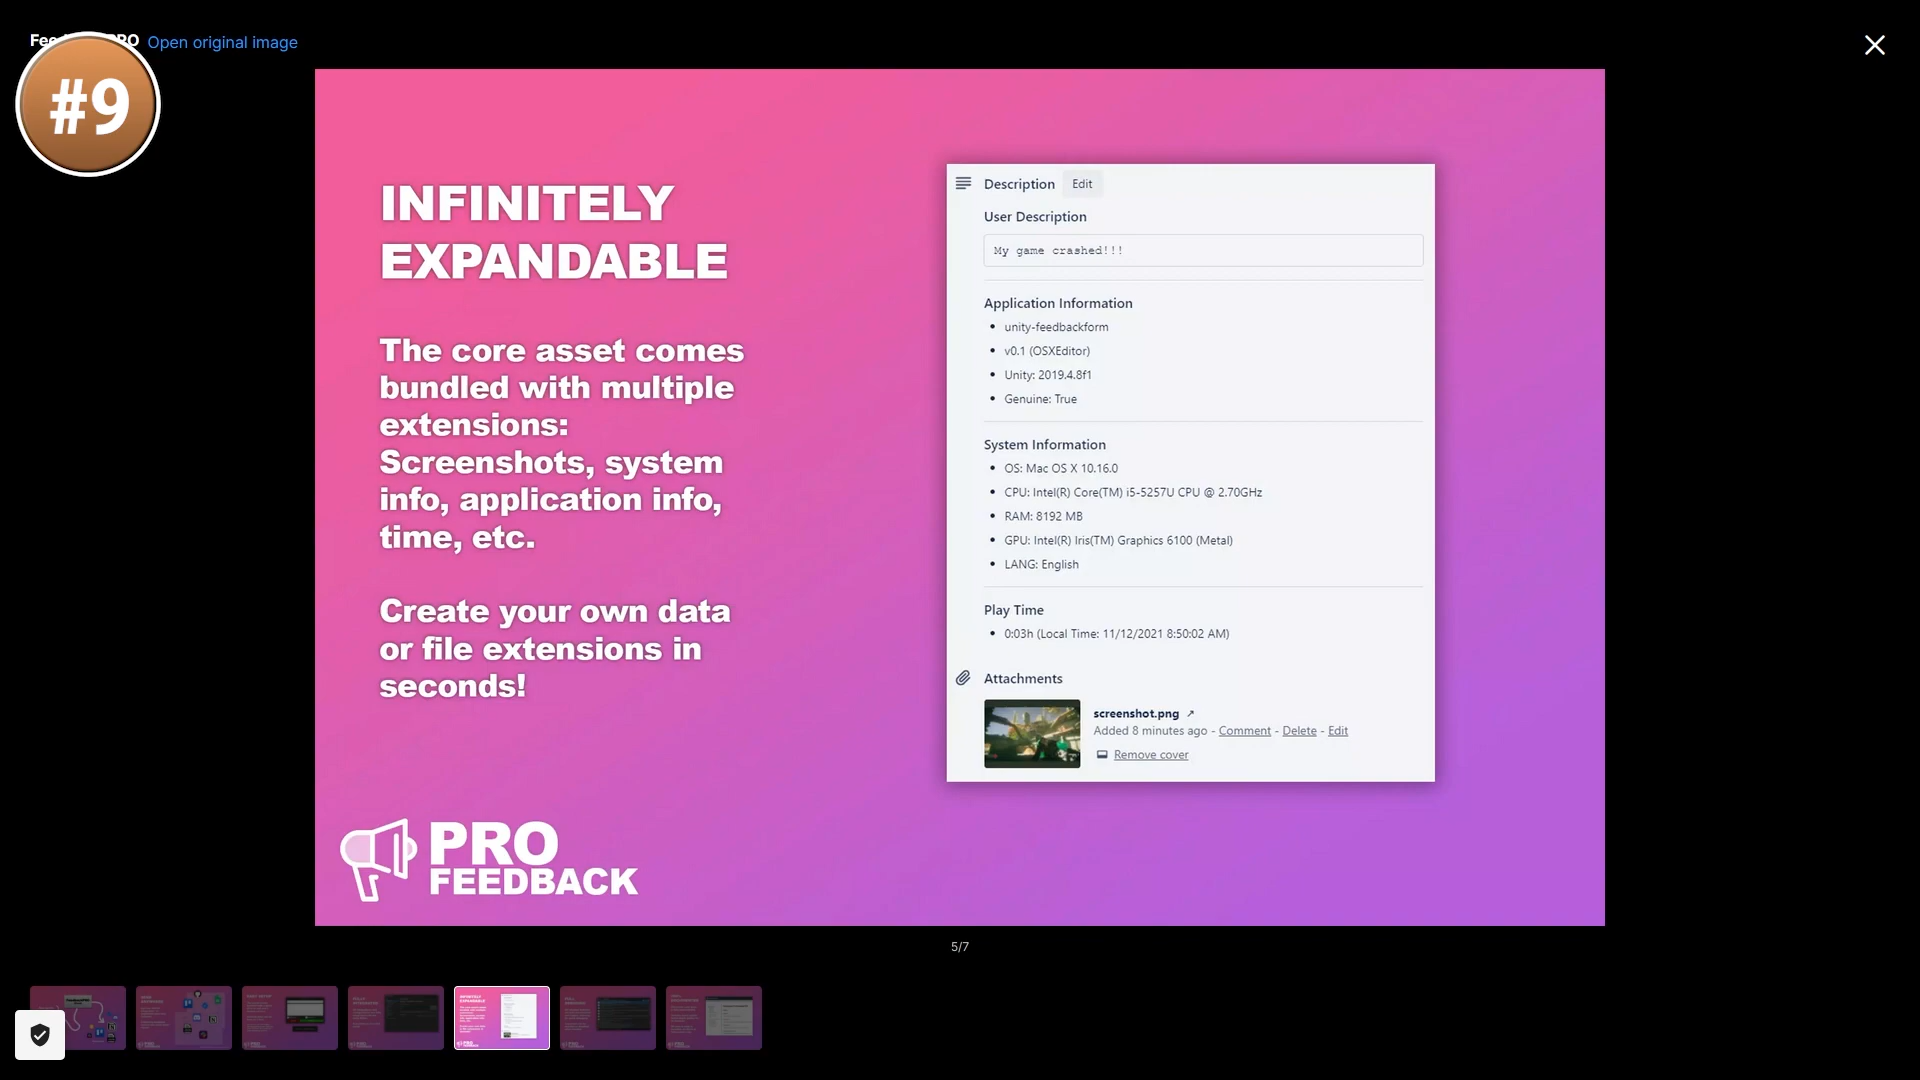 Open original image
#9
INFINITELY
EXPANDABLE
The core asset comes
bundled with multiple
extensions:
Screenshots, system
info, application info,
time, etc.
Create your own data
or file extensions in
seconds!
PRO
FEEDBACK
Description Edit
User Description
My game crashed!!!
Application Information
• unity-feedbackform
• v0.1 (OSXEditor)
• Unity: 2019.4.8f1
• Genuine: True
System Information
• OS: Mac OS X 10.16.0
• CPU: Intel(R) Core(TM) i5-5257U CPU @ 2.70GHz
• RAM: 8192 MB
• GPU: Intel(R) Iris(TM) Graphics 6100 (Metal)
• LANG: English
Play Time
• 0:03h (Local Time: 11/12/2021 8:50:02 AM)
Attachments
screenshot.png ↗
Added 8 minutes ago - Comment - Delete - Edit
Remove cover
5/7